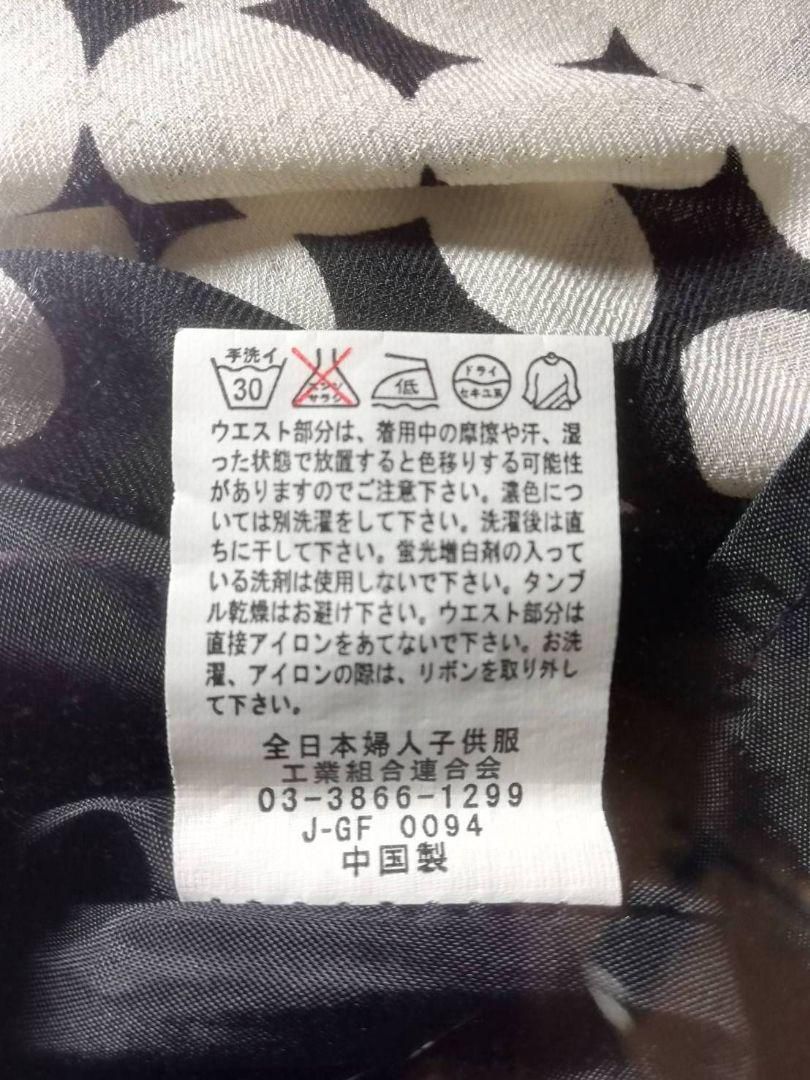 手洗イ
30
エンソ
サラシ
低
ドライ
セキユ系
ウエスト部分は、着用中の摩擦や汗、湿
った状態で放置すると色移りする可能性
がありますのでご注意下さい。濃色につ
いては別洗濯をして下さい。洗濯後は直
ちに干して下さい。蛍光増白剤の入って
いる洗剤は使用しないで下さい。タンブ
ル乾燥はお避け下さい。ウエスト部分は
直接アイロンをあてないで下さい。お洗
濯、アイロンの際は、リボンを取り外し
て下さい。
全日本婦人子供服
工業組合連合会
03-3866-1299
J-GF 0094
中国製